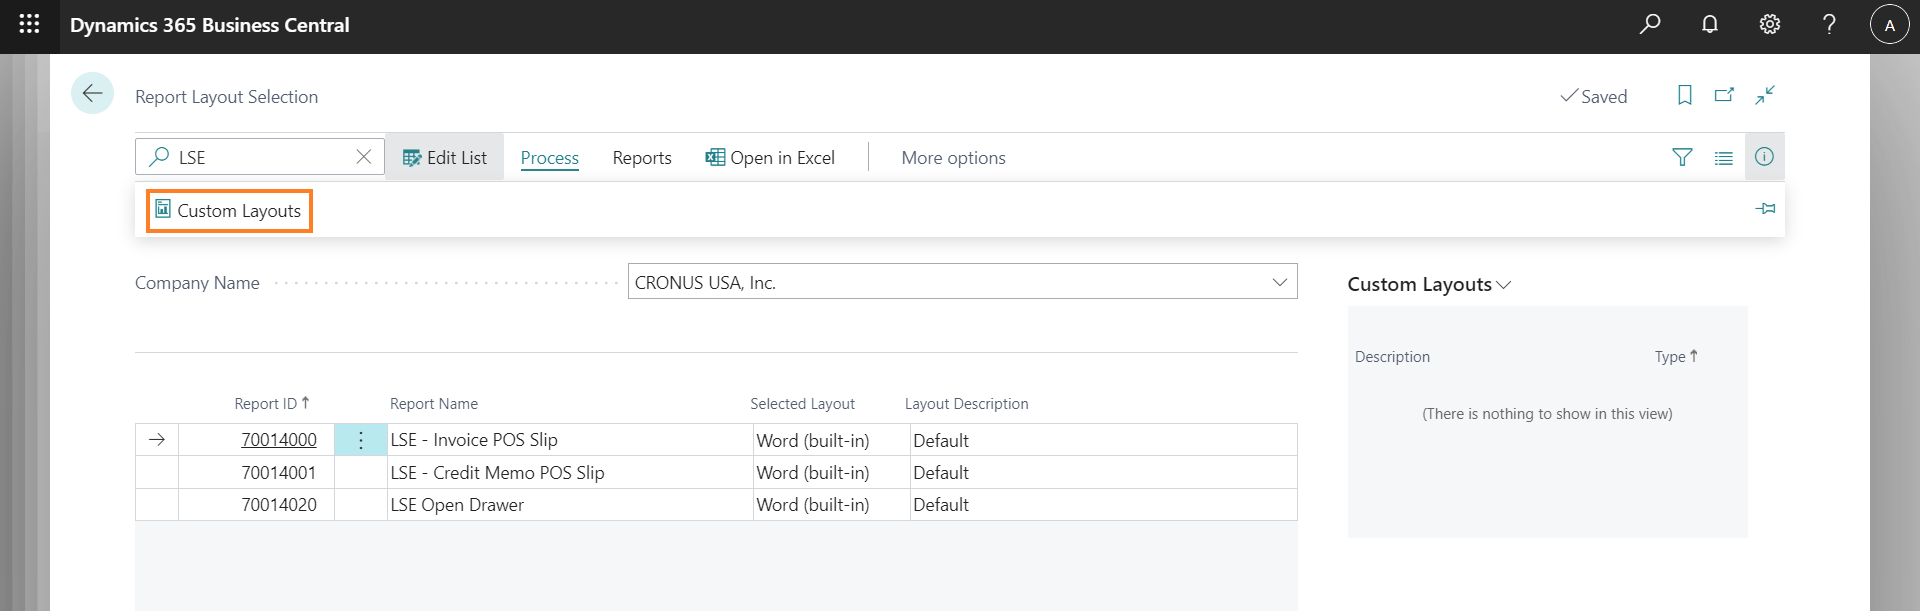 Dynamics 365 Business Central
A
Report Layout Selection
Saved
LSE
Edit List
Process
Reports
Open in Excel
More options
Custom Layouts
Company Name
CRONUS USA, Inc.
Custom Layouts
Description Type
(There is nothing to show in this view)
Report ID Report Name Selected Layout Layout Description
70014000 LSE - Invoice POS Slip Word (built-in) Default
70014001 LSE - Credit Memo POS Slip Word (built-in) Default
70014020 LSE Open Drawer Word (built-in) Default